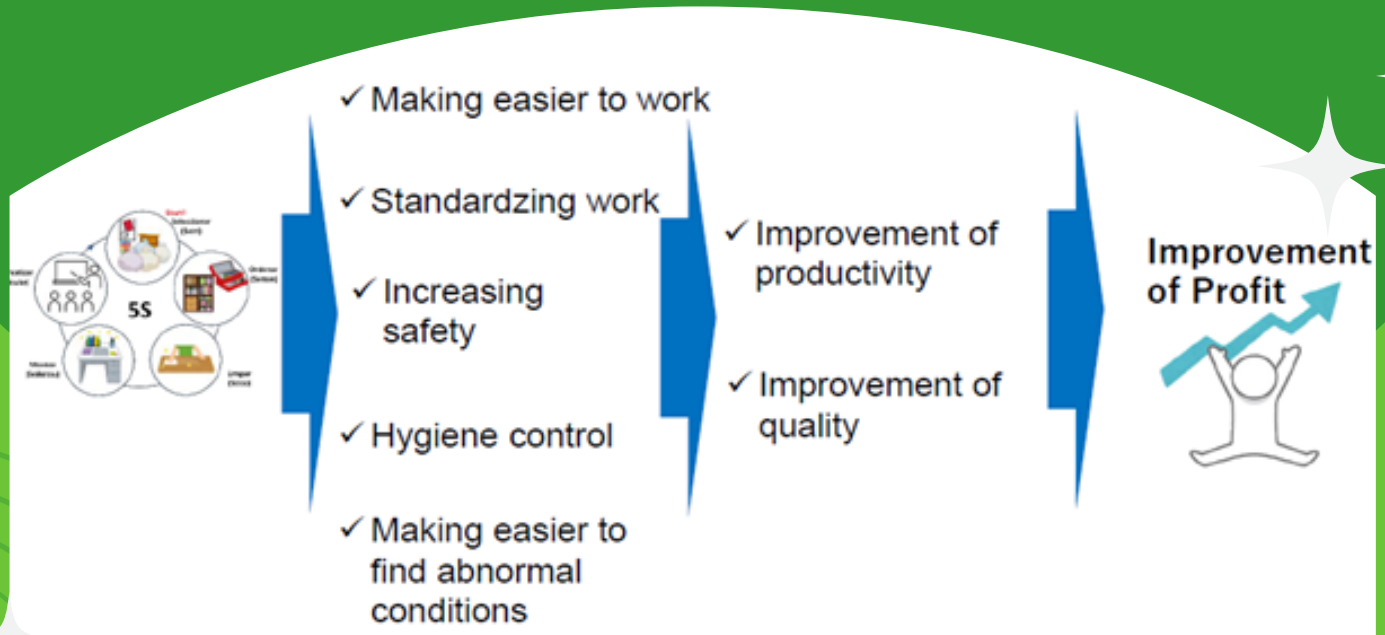 ✓ Making easier to work
✓ Standardzing work
✓ Increasing
safety
✓ Hygiene control
✓ Making easier to
find abnormal
conditions
5S
✓ Improvement of
productivity
✓ Improvement of
quality
Improvement
of Profit